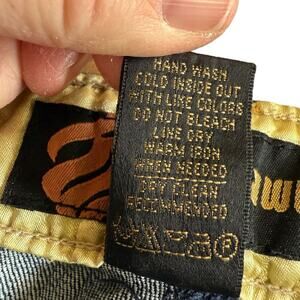 HAND WASH
COLD INSIDE OUT
WITH LIKE COLORS
DO NOT BLEACH
LINE DRY
WARM IRON
WHEN NEEDED
DRY CLEAN
RECOMMENDED